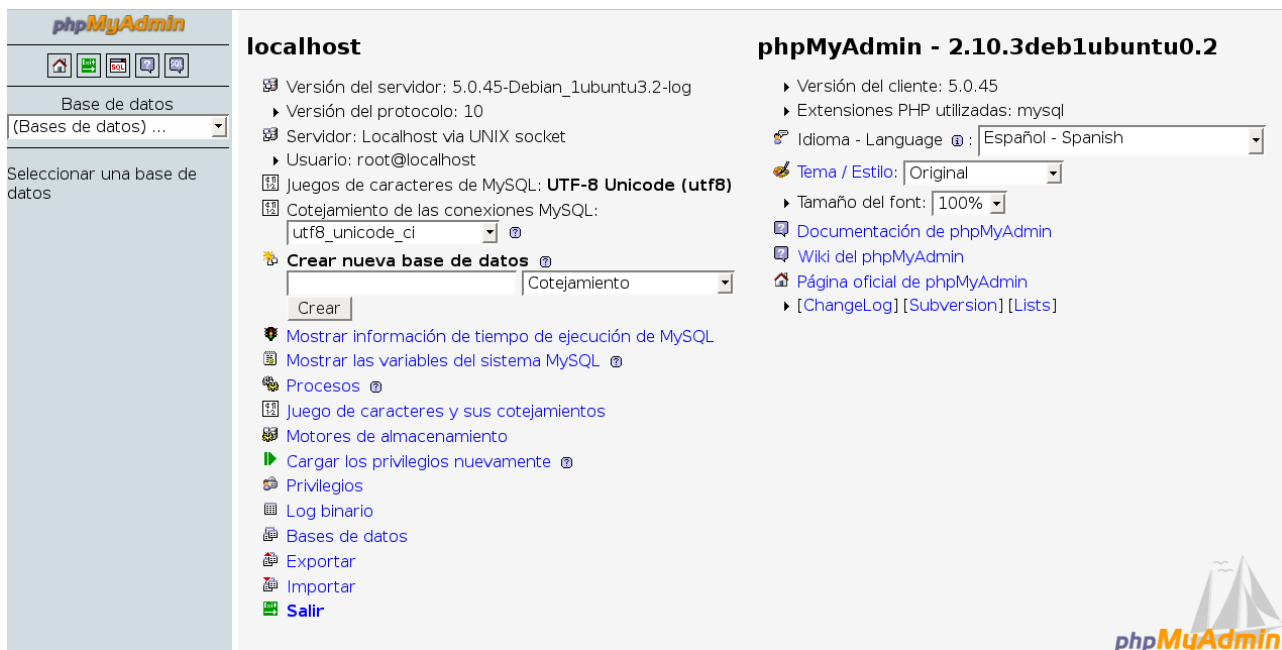 phpMyAdmin
Base de datos
(Bases de datos) ...
Seleccionar una base de
datos
localhost
Versión del servidor: 5.0.45-Debian_1ubuntu3.2-log
Versión del protocolo: 10
Servidor: Localhost via UNIX socket
Usuario: root@localhost
Juegos de caracteres de MySQL: UTF-8 Unicode (utf8)
Cotejamiento de las conexiones MySQL:
utf8_unicode_ci
Crear nueva base de datos
Cotejamiento
Crear
Mostrar información de tiempo de ejecución de MySQL
Mostrar las variables del sistema MySQL
Procesos
Juego de caracteres y sus cotejamientos
Motores de almacenamiento
Cargar los privilegios nuevamente
Privilegios
Log binario
Bases de datos
Exportar
Importar
Salir
phpMyAdmin - 2.10.3deb1ubuntu0.2
Versión del cliente: 5.0.45
Extensiones PHP utilizadas: mysql
Idioma - Language : Español - Spanish
Tema / Estilo: Original
Tamaño del font: 100%
Documentación de phpMyAdmin
Wiki del phpMyAdmin
Página oficial de phpMyAdmin
[ChangeLog] [Subversion] [Lists]
phpMyAdmin